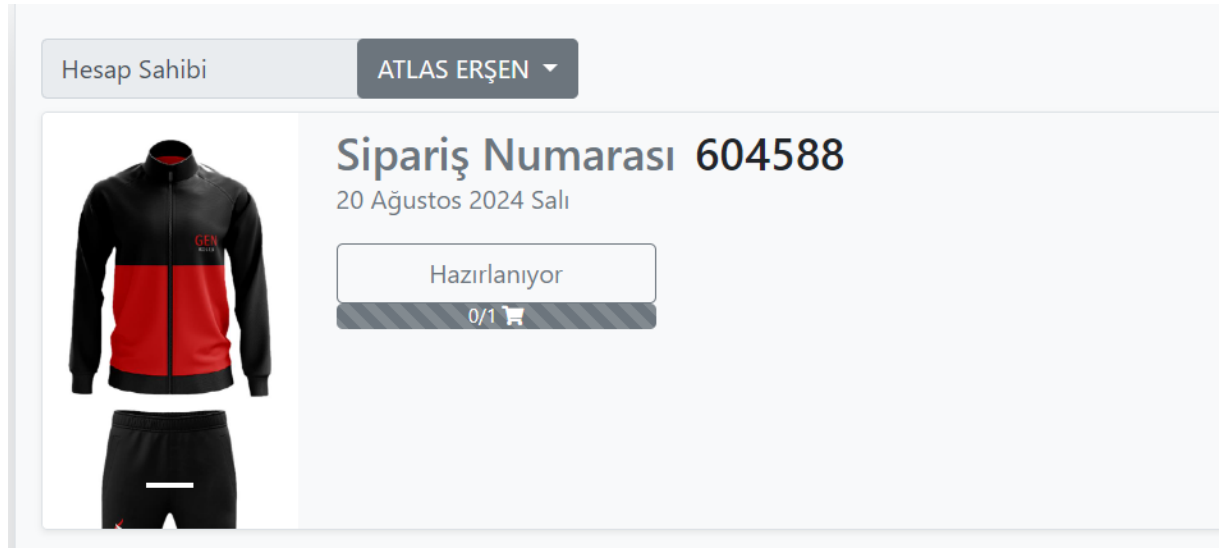 Hesap Sahibi
ATLAS ERŞEN
Sipariş Numarası 604588
20 Ağustos 2024 Salı
Hazırlanıyor
0/1
GEN